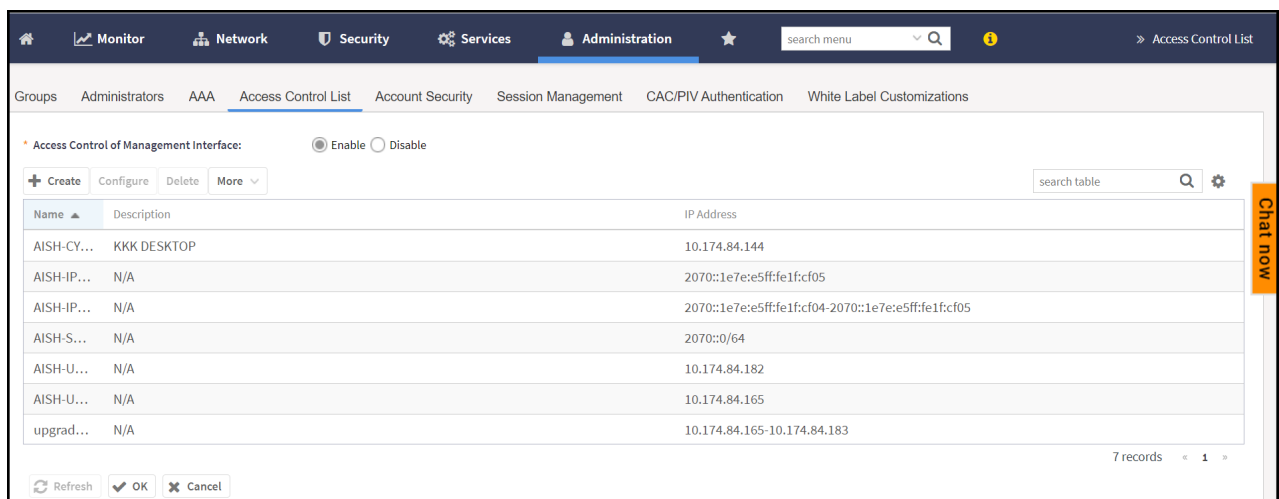 Monitor Network Security Services Administration search menu » Access Control List
Groups Administrators AAA Access Control List Account Security Session Management CAC/PIV Authentication White Label Customizations
* Access Control of Management Interface: Enable Disable
Create Configure Delete More search table
Name Description IP Address
AISH-CY... KKK DESKTOP 10.174.84.144
AISH-IP... N/A 2070::1e7e:e5ff:fe1f:cf05
AISH-IP... N/A 2070::1e7e:e5ff:fe1f:cf04-2070::1e7e:e5ff:fe1f:cf05
AISH-S... N/A 2070::0/64
AISH-U... N/A 10.174.84.182
AISH-U... N/A 10.174.84.165
upgrad... N/A 10.174.84.165-10.174.84.183
7 records « 1 »
Refresh OK Cancel
Chat now